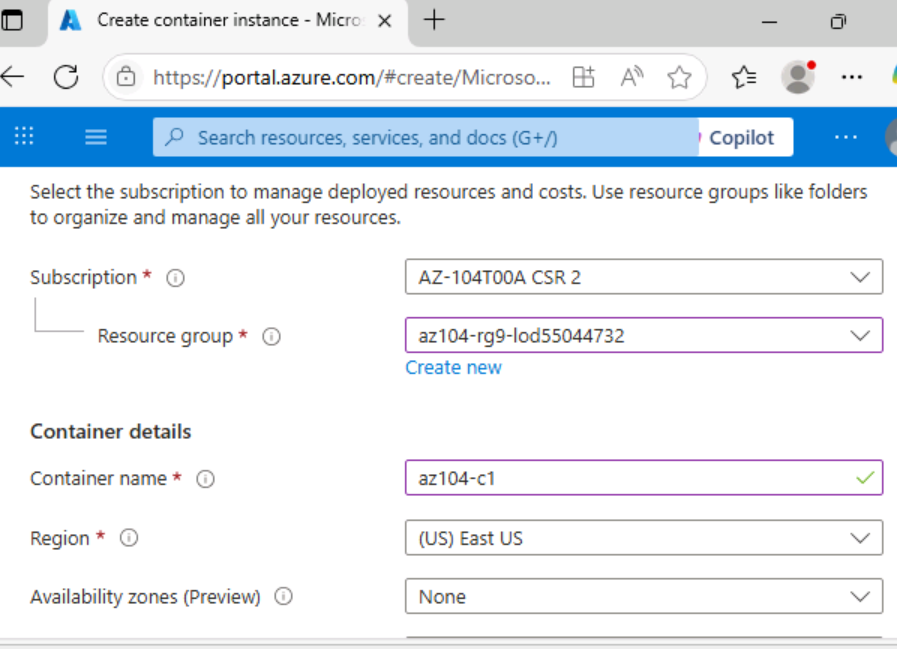 Create container instance - Micro
https://portal.azure.com/#create/Microso...
Search resources, services, and docs (G+/)
Copilot
Select the subscription to manage deployed resources and costs. Use resource groups like folders
to organize and manage all your resources.
Subscription *
AZ-104T00A CSR 2
Resource group *
az104-rg9-lod55044732
Create new
Container details
Container name *
az104-c1
Region *
(US) East US
Availability zones (Preview)
None